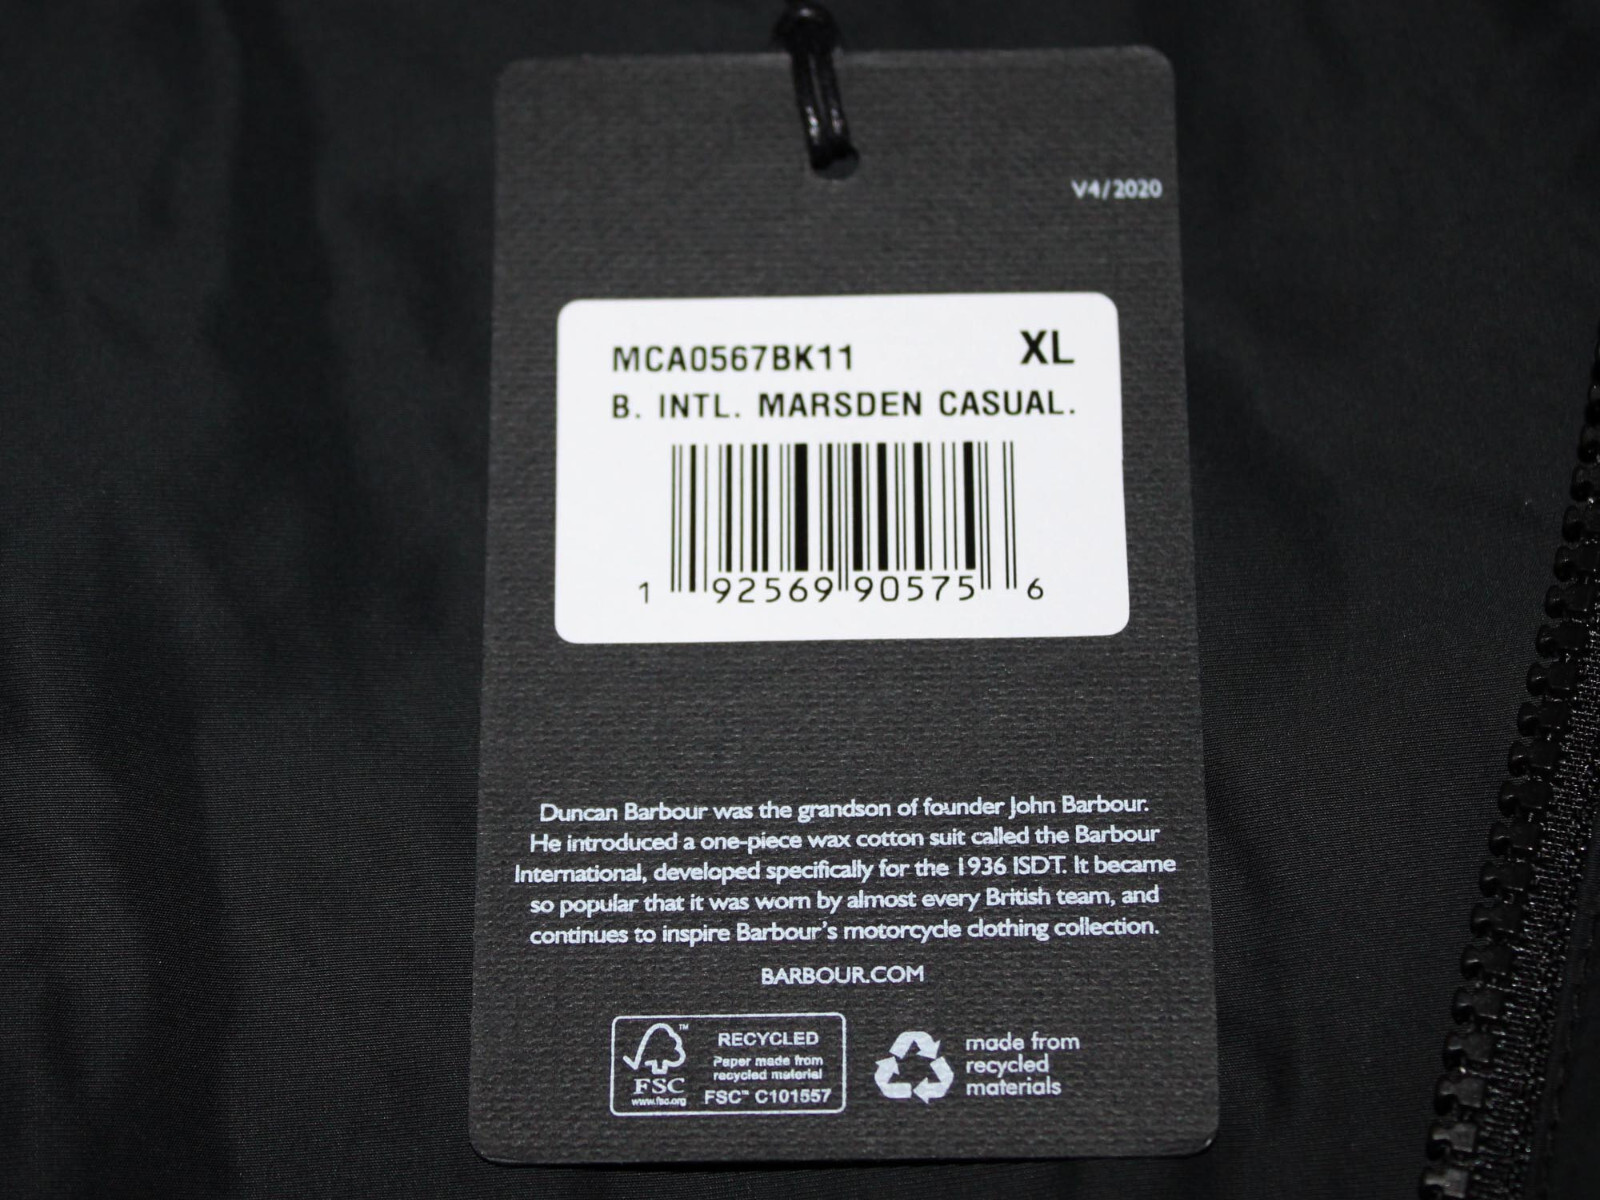 V4/2020
MCA0567BK11 XL
B. INTL. MARSDEN CASUAL.
1 92569 90575 6
Duncan Barbour was the grandson of founder John Barbour.
He introduced a one-piece wax cotton suit called the Barbour
International, developed specifically for the 1936 ISDT. It became
so popular that it was worn by almost every British team, and
continues to inspire Barbour's motorcycle clothing collection.
BARBOUR.COM
™
FSC
www.fsc.org
RECYCLED
Paper made from
recycled material
FSC™ C101557
made from
recycled
materials